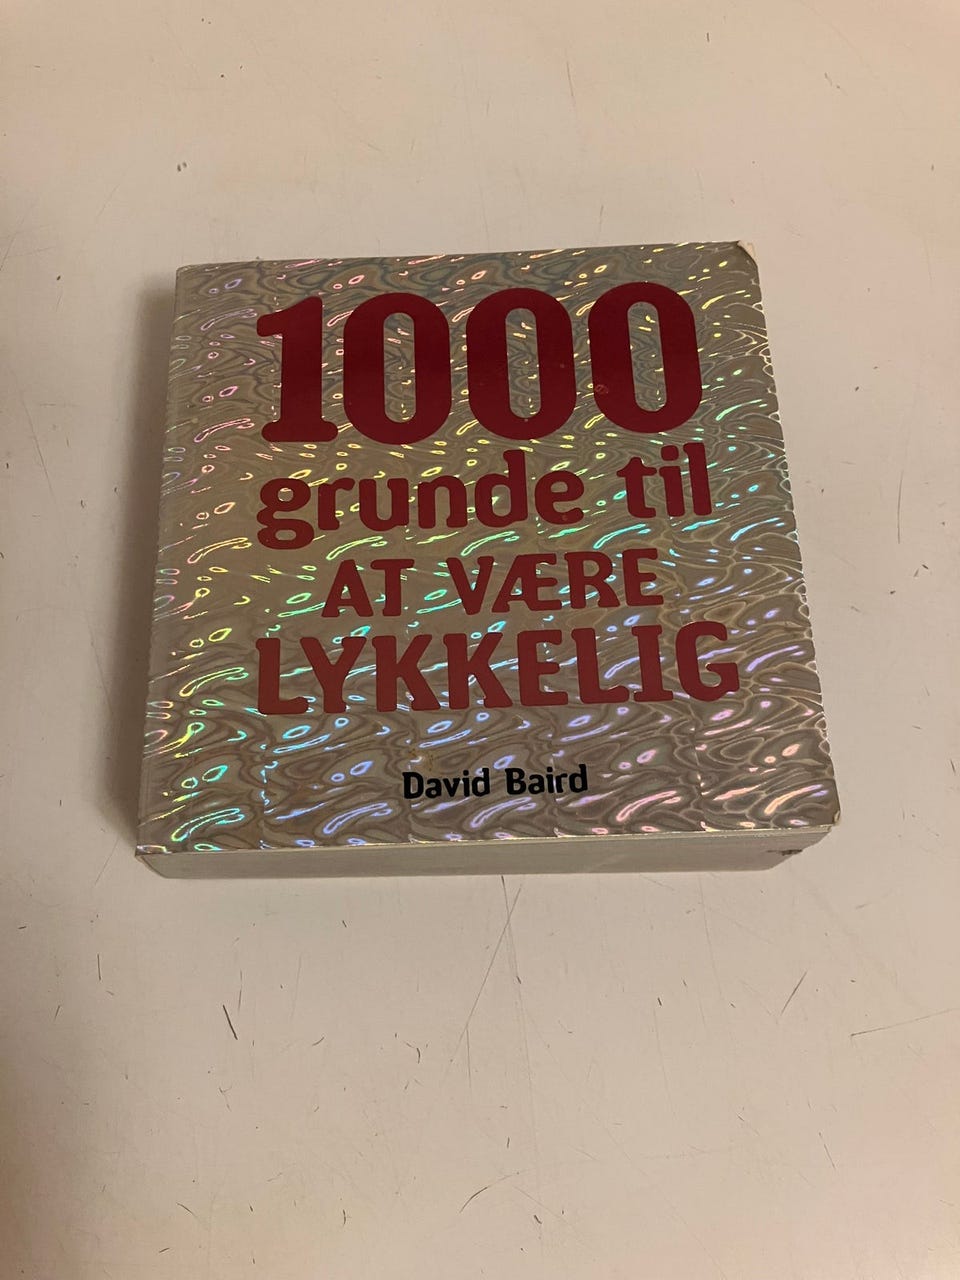 1000
grunde til
AT VÆRE
LYKKELIG
David Baird